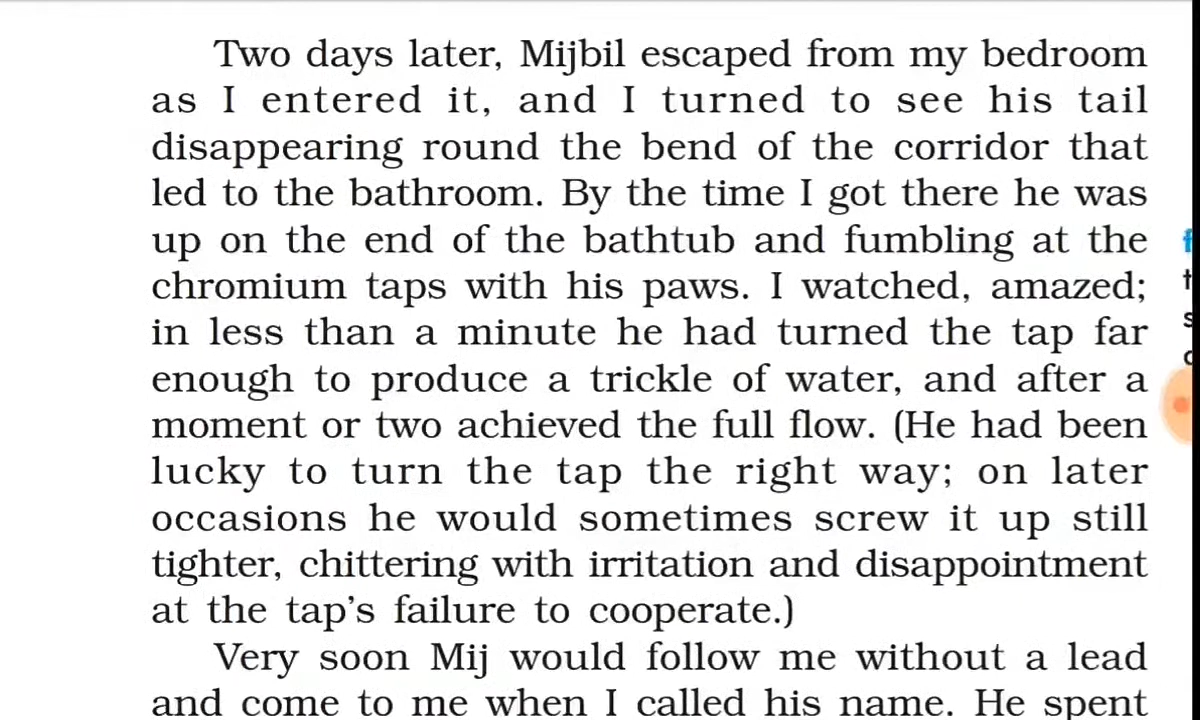 Two days later, Mijbil escaped from my bedroom
as I entered it, and I turned to see his tail
disappearing round the bend of the corridor that
led to the bathroom. By the time I got there he was
up on the end of the bathtub and fumbling at the
chromium taps with his paws. I watched, amazed;
in less than a minute he had turned the tap far
enough to produce a trickle of water, and after a
moment or two achieved the full flow. (He had been
lucky to turn the tap the right way; on later
occasions he would sometimes screw it up still
tighter, chittering with irritation and disappointment
at the tap's failure to cooperate.)
Very soon Mij would follow me without a lead
and come to me when I called his name. He spent